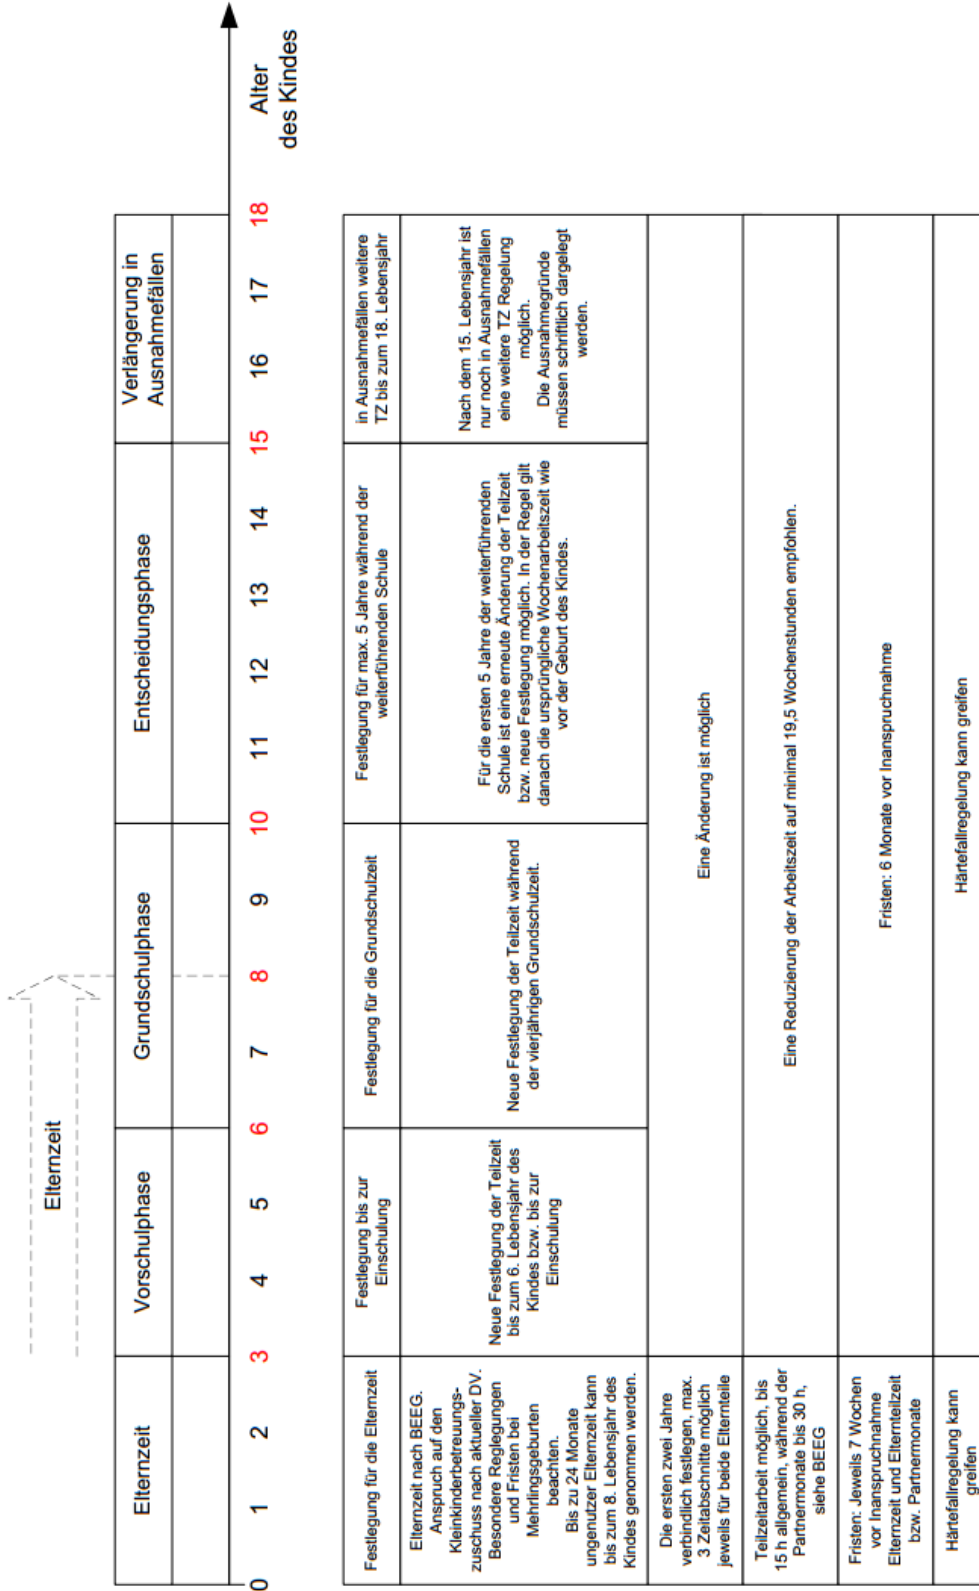 Elternzeit
Elternzeit
Vorschulphase
Grundschulphase
Entscheidungsphase
Verlängerung in
Ausnahmefällen
0
1
2
3
4
5
6
7
8
9
10
11
12
13
14
15
16
17
18
Alter
des Kindes
Festlegung für die Elternzeit
Festlegung bis zur
Einschulung
Festlegung für die Grundschulzeit
Festlegung für max. 5 Jahre während der
weiterführenden Schule
in Ausnahmefällen weitere
TZ bis zum 18. Lebensjahr
Elternzeit nach BEEG.
Anspruch auf den
Kleinkinderbetreuungs-
zuschuss nach aktueller DV.
Besondere Reglegungen
und Fristen bei
Mehrlingsgeburten
beachten.
Bis zu 24 Monate
ungenutzer Elternzeit kann
bis zum 8. Lebensjahr des
Kindes genommen werden.
Neue Festlegung der Teilzeit
bis zum 6. Lebensjahr des
Kindes bzw. bis zur
Einschulung
Neue Festlegung der Teilzeit während
der vierjährigen Grundschulzeit.
Für die ersten 5 Jahre der weiterführenden
Schule ist eine erneute Änderung der Teilzeit
bzw. neue Festlegung möglich. In der Regel gilt
danach die ursprüngliche Wochenarbeitszeit wie
vor der Geburt des Kindes.
Nach dem 15. Lebensjahr ist
nur noch in Ausnahmefällen
eine weitere TZ Regelung
möglich.
Die Ausnahmegründe
müssen schriftlich dargelegt
werden.
Die ersten zwei Jahre
verbindlich festlegen, max.
3 Zeitabschnitte möglich
jeweils für beide Elternteile
Eine Änderung ist möglich
Teilzeitarbeit möglich, bis
15 h allgemein, während der
Partnermonate bis 30 h,
siehe BEEG
Eine Reduzierung der Arbeitszeit auf minimal 19,5 Wochenstunden empfohlen.
Fristen: Jeweils 7 Wochen
vor Inanspruchnahme
Elternzeit und Elternteilzeit
bzw. Partnermonate
Fristen: 6 Monate vor Inanspruchnahme
Härtefallregelung kann
greifen
Härtefallregelung kann greifen